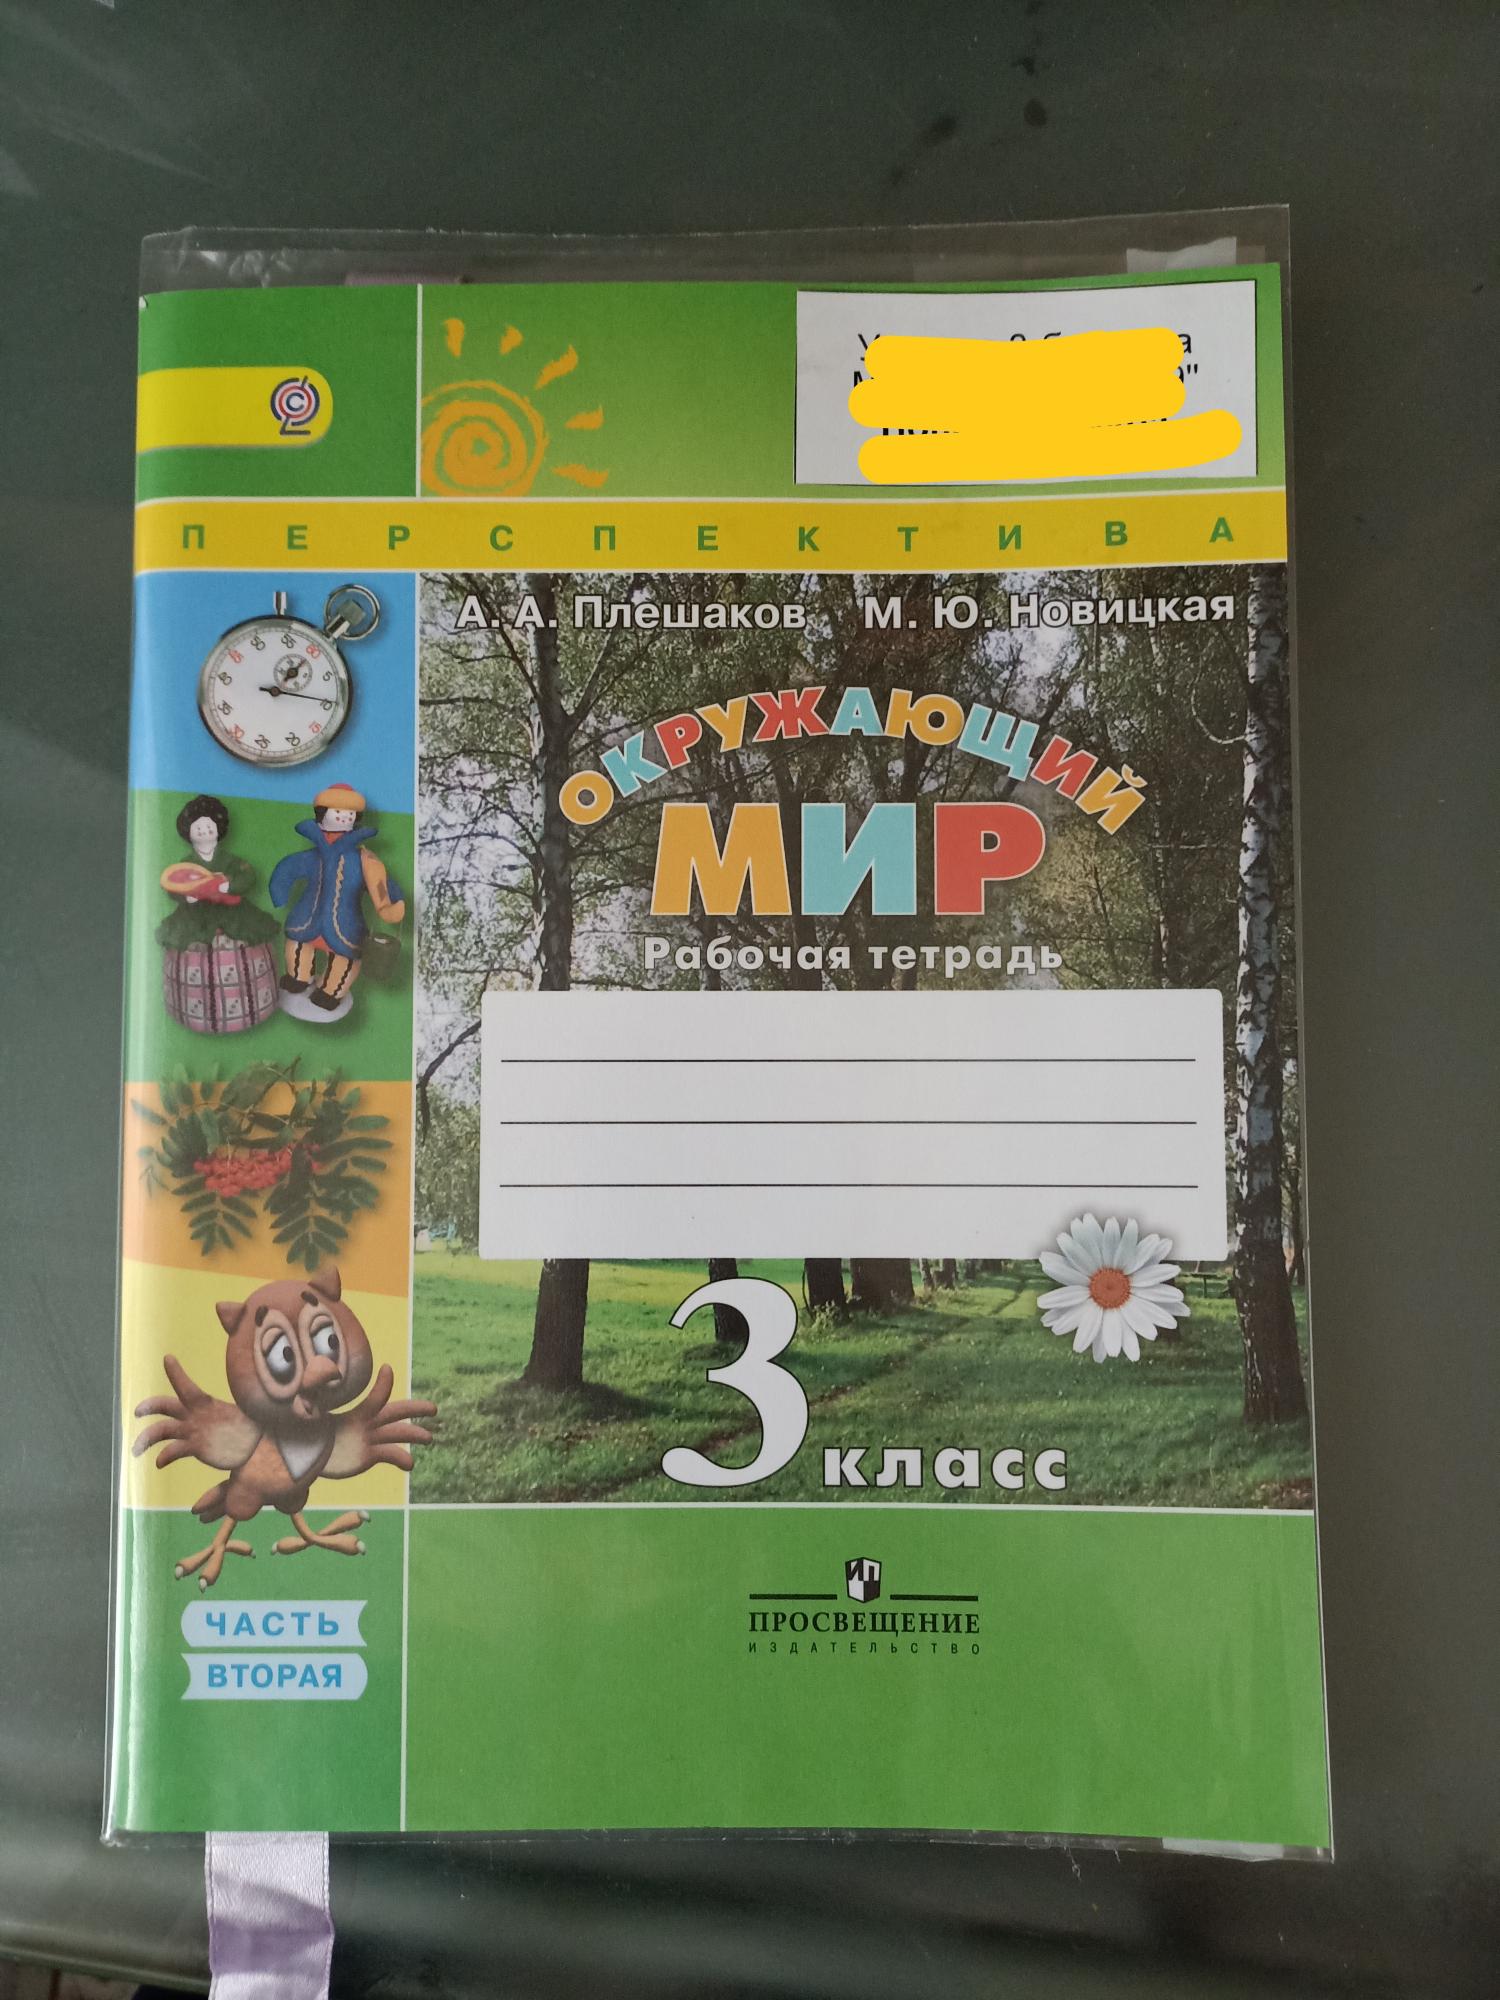 ПЕРСПЕКТИВА
А. А. Плешаков М. Ю. Новицкая
ОКРУЖАЮЩИЙ
МИР
Рабочая тетрадь
3 класс
ЧАСТЬ
ВТОРАЯ
ПРОСВЕЩЕНИЕ
ИЗДАТЕЛЬСТВО